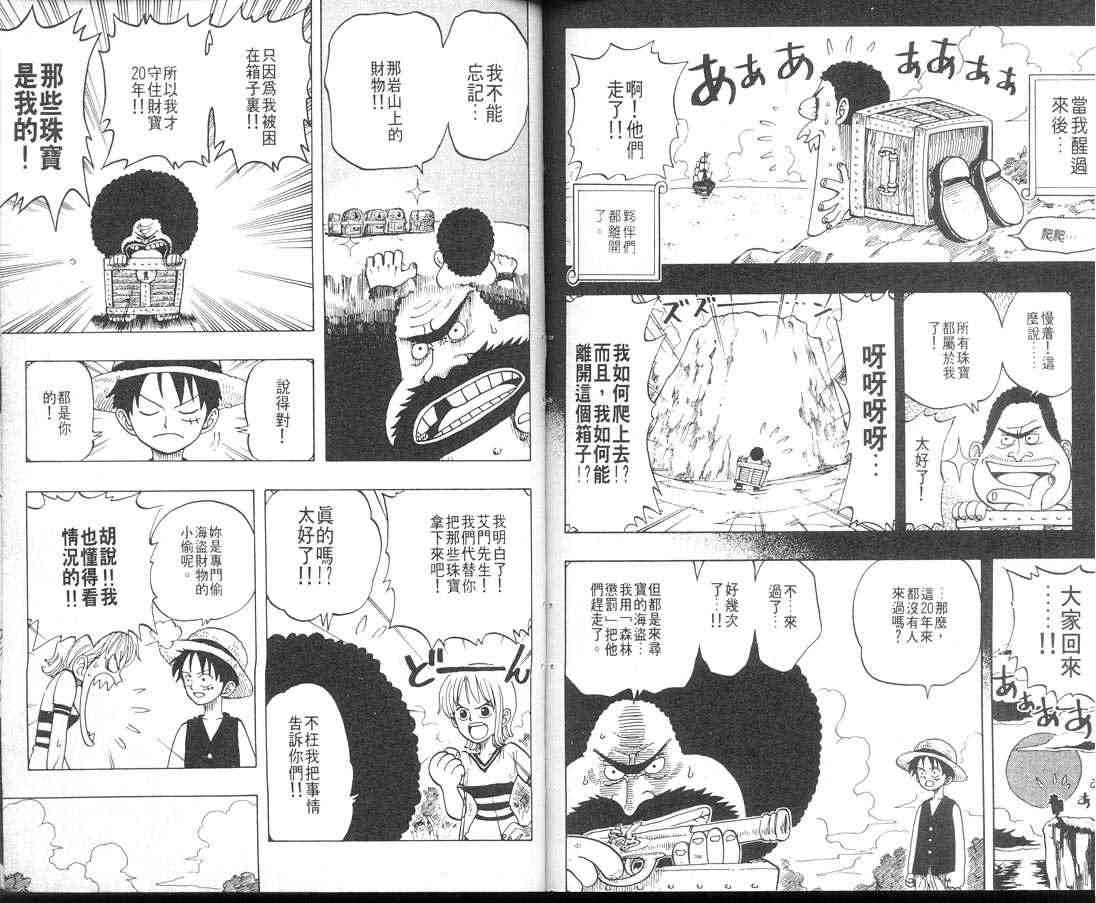 當我醒過
來後…
あぁぁあぁぁ
啊！他們
走了!!
爬爬…
夥伴們
都離開
了。
慢着！這
麼說……
所有珠寶
都屬於我
了！
太好了！
呀呀呀呀…
ズズ
我如何爬上去!?
而且，我如何能
離開這個箱子!?
大家回來
……!!
あぁあぁぁ
…那麼，
這20年來
都沒有人
來過嗎？
不…來
過了…
好幾次
了…!!
但都是來尋
寶的海盜…
我用「森林
懲罰」把他
們趕走了。
我不能
忘記…
那岩山上的
財物!!
只因爲我被困
在箱子裏!!
所以我才
守住財寶
20年!!
那些珠寶
是我的！
說得對！
都是你
的！
我明白了！
艾門先生！
我們代替你
把那些珠寶
拿下來吧！
どーん
眞的嗎!?
太好了!!
不枉我把事情
告訴你們!!
妳是專門偷
海盜財物的
小偷呢。
胡說!!我
也懂得看
情況的!!